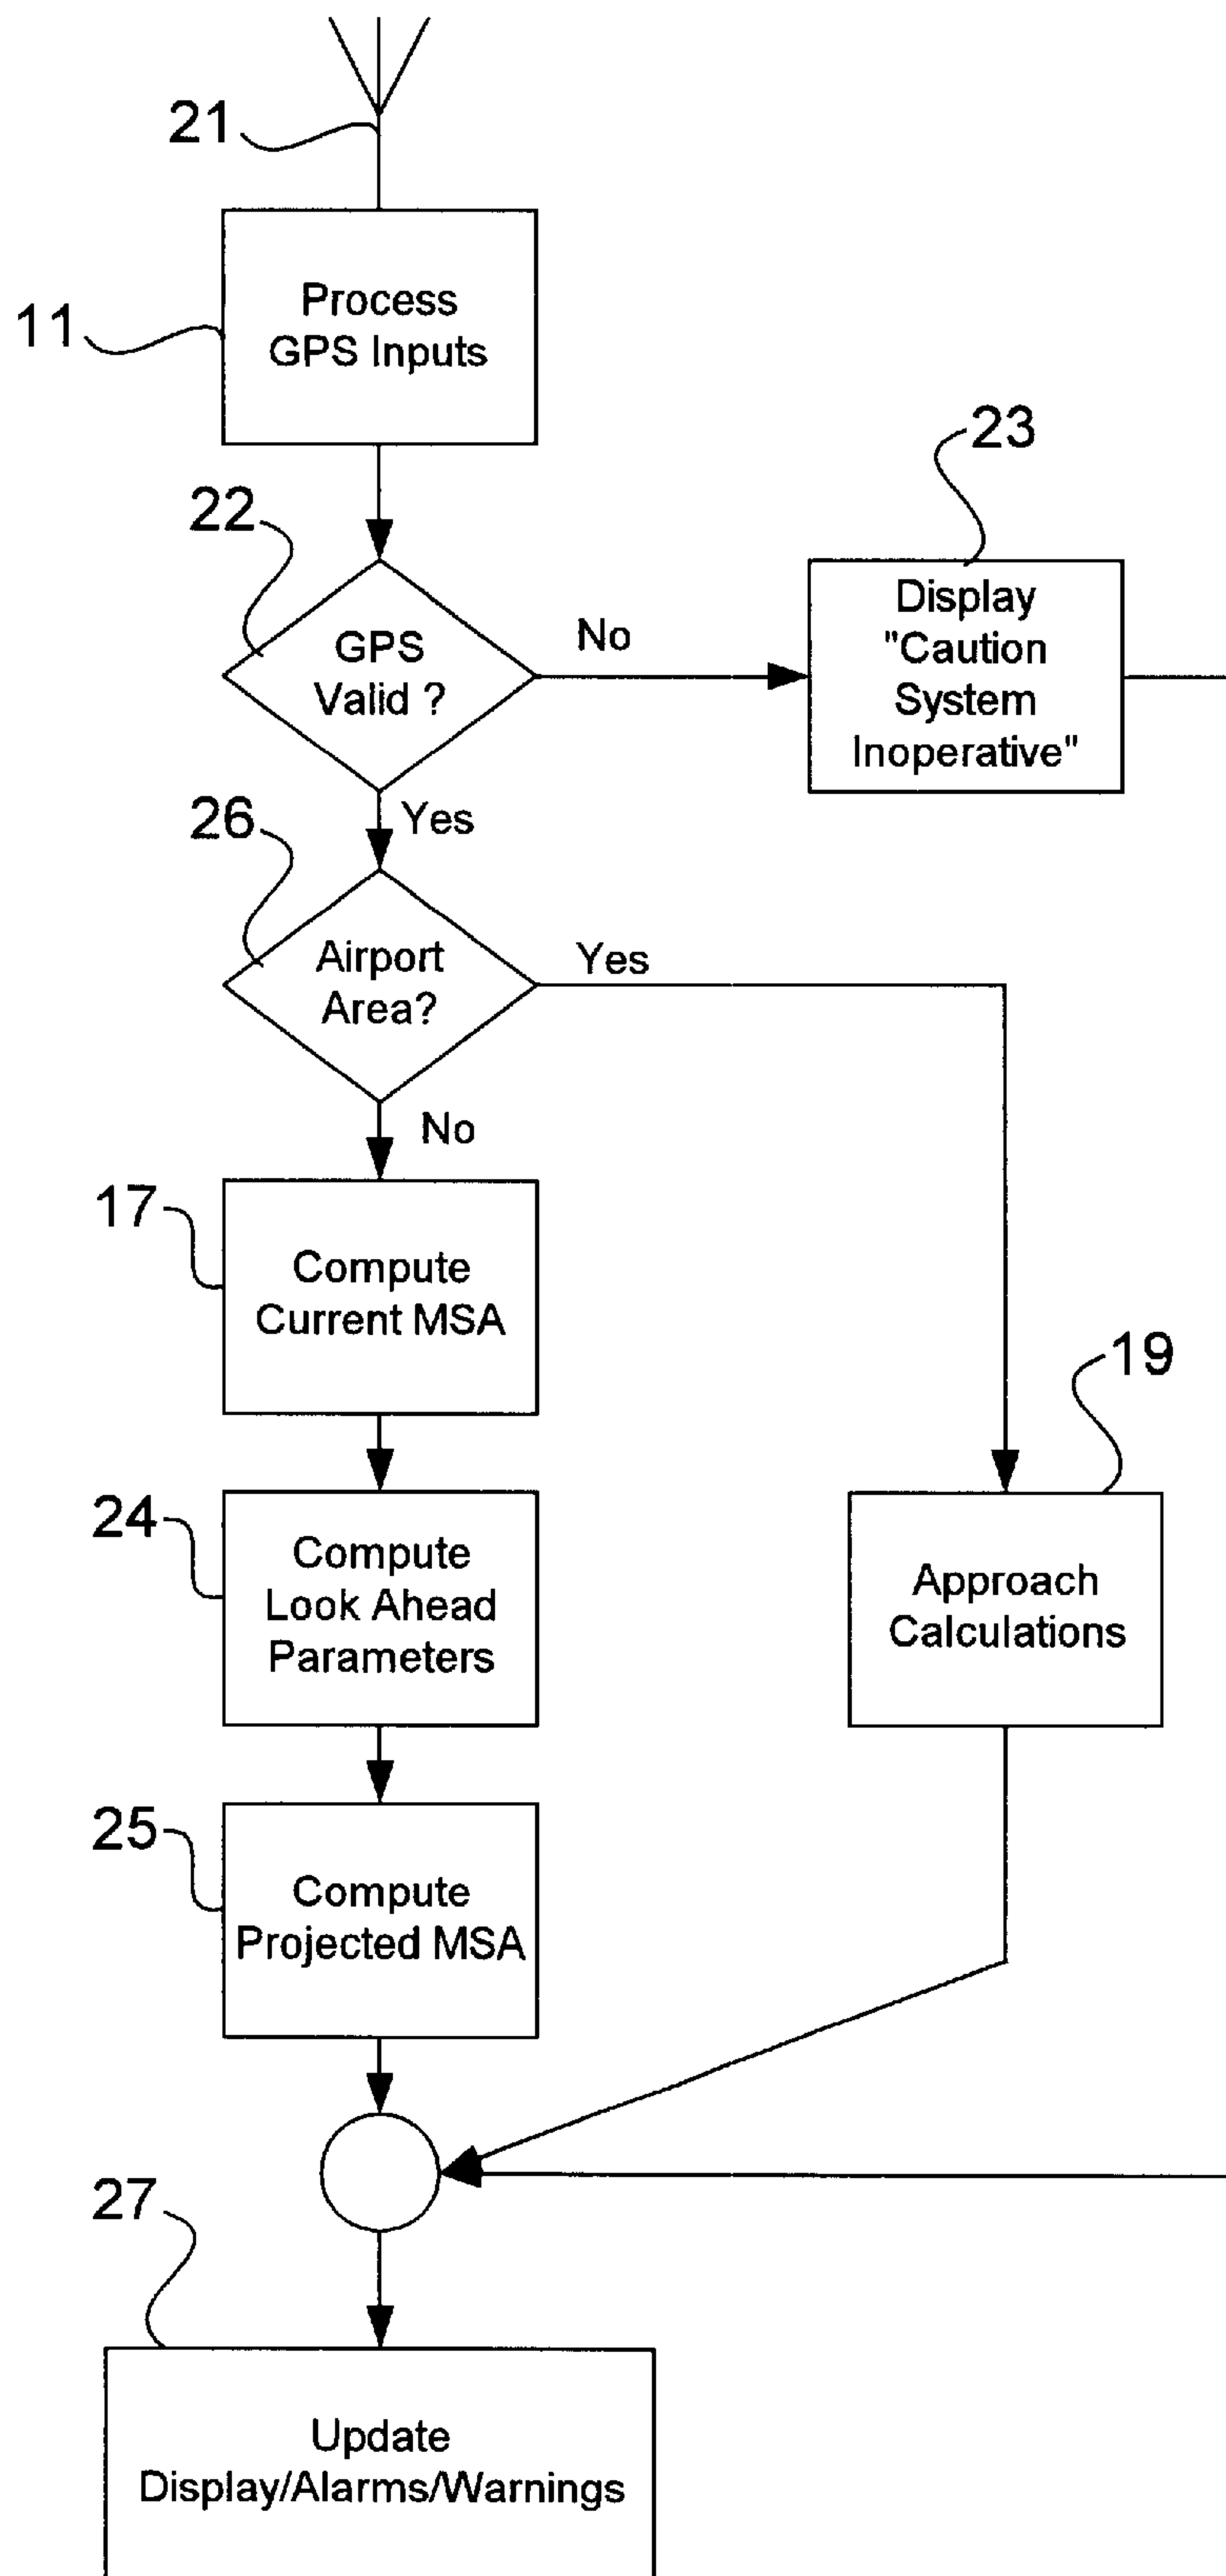 21
Process
GPS Inputs
11
23
22
GPS
Valid ?
No
Display
"Caution
System
Inoperative"
Yes
26
Airport
Area?
Yes
No
17
Compute
Current MSA
19
24
Compute
Look Ahead
Parameters
Approach
Calculations
25
Compute
Projected MSA
27
Update
Display/Alarms/Warnings